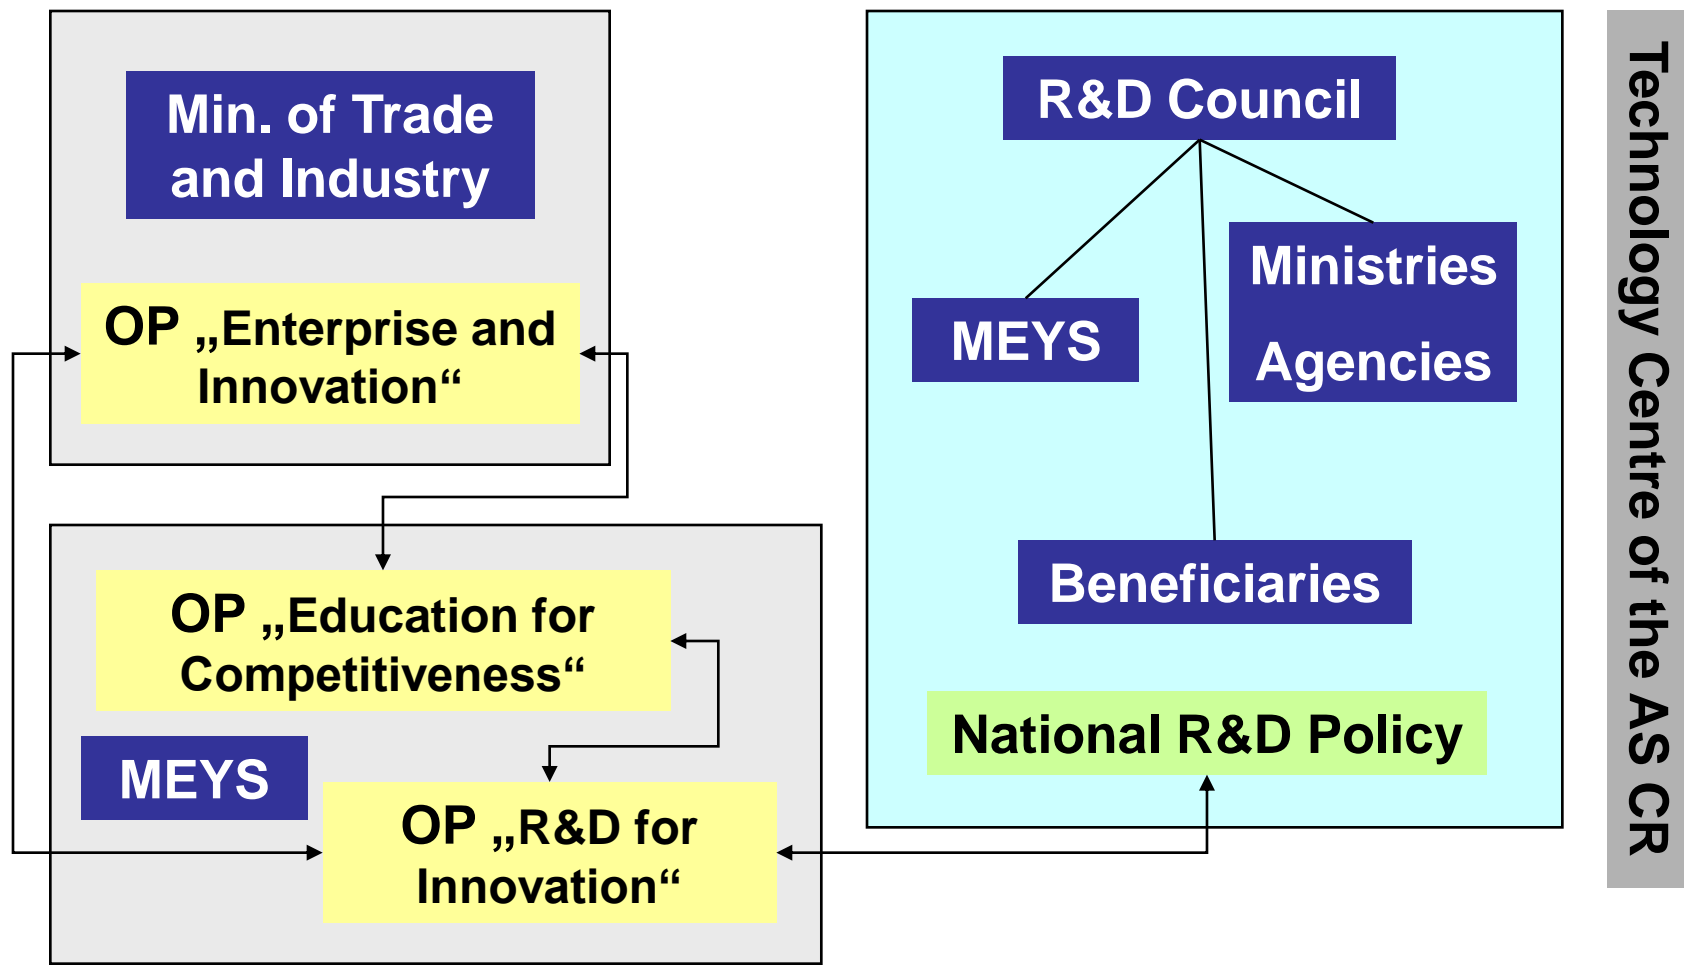 Min. of Trade
and Industry
OP „Enterprise and
Innovation“
OP „Education for
Competitiveness“
MEYS
OP „R&D for
Innovation“
R&D Council
MEYS
Ministries
Agencies
Beneficiaries
National R&D Policy
Technology Centre of the AS CR